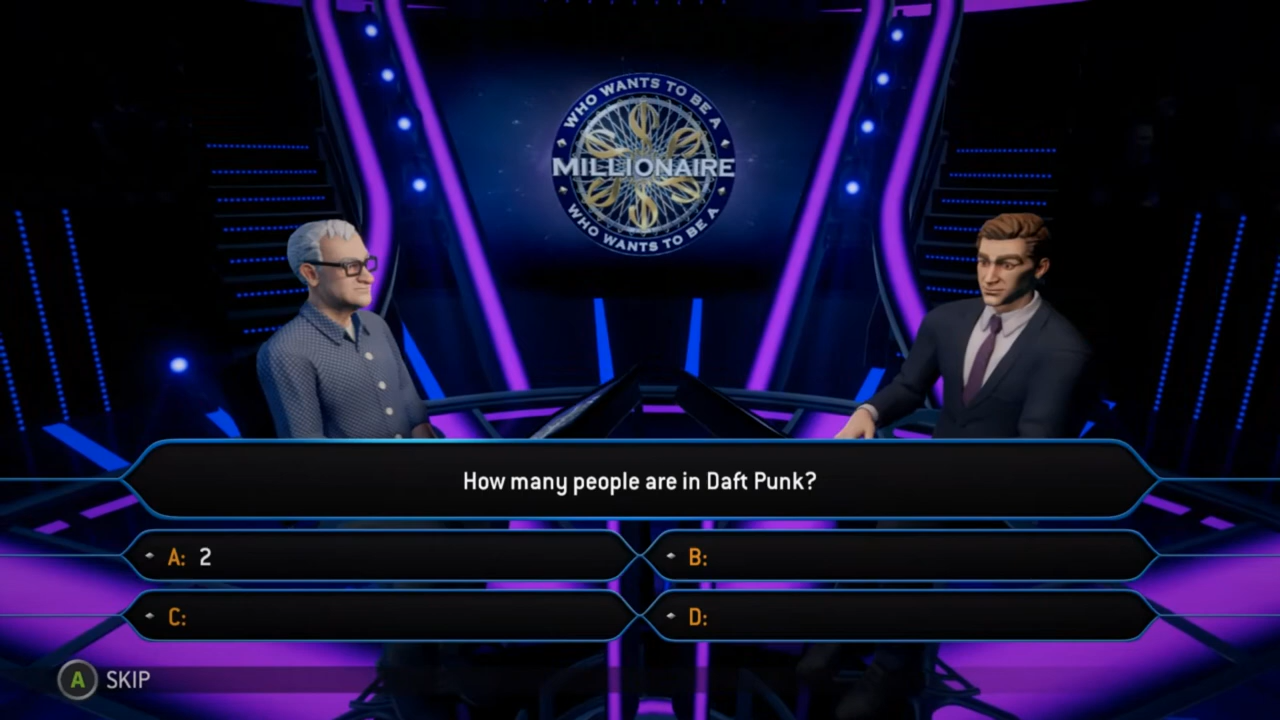 WHO WANTS TO BE A
MILLIONAIRE
WHO WANTS TO BE A
How many people are in Daft Punk?
A: 2
B:
C:
D:
A SKIP